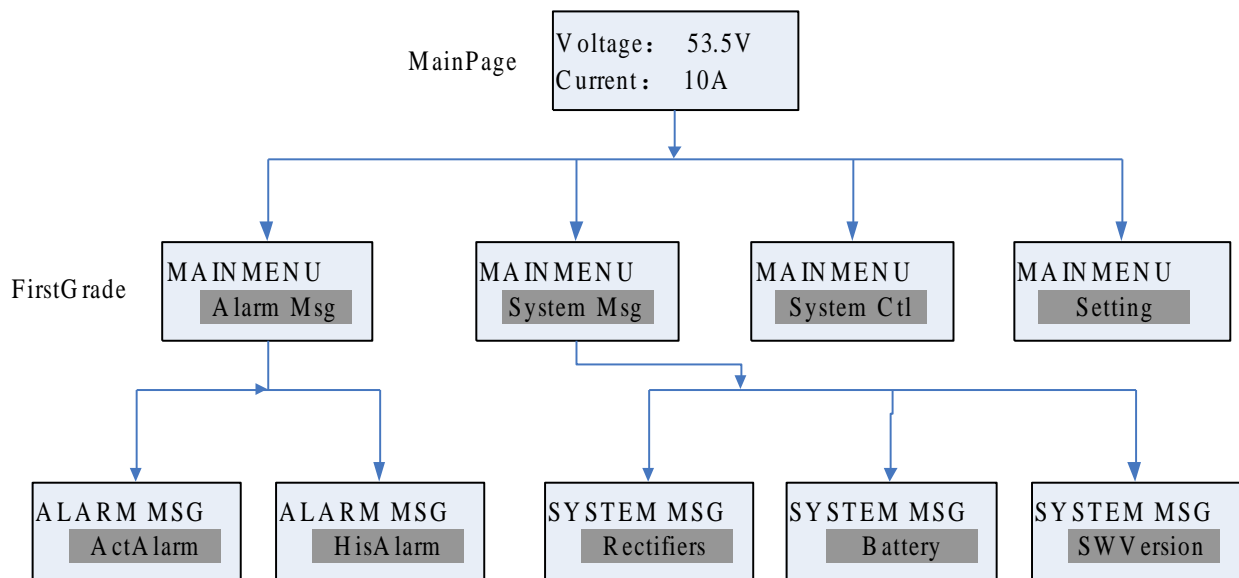 MainPage
Voltage： 53.5V
Current： 10A
FirstGrade
MAINMENU
Alarm Msg
MAINMENU
System Msg
MAINMENU
System Ctl
MAINMENU
Setting
ALARM MSG
ActAlarm
ALARM MSG
HisAlarm
SYSTEM MSG
Rectifiers
SYSTEM MSG
Battery
SYSTEM MSG
SWVersion